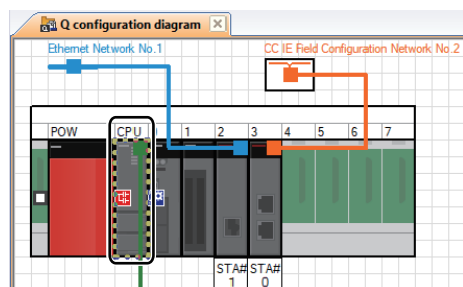 Q configuration diagram
Ethernet Network No.1
CC IE Field Configuration Network No.2
POW CPU 0 1 2 3 4 5 6 7
STA# STA#
1 0